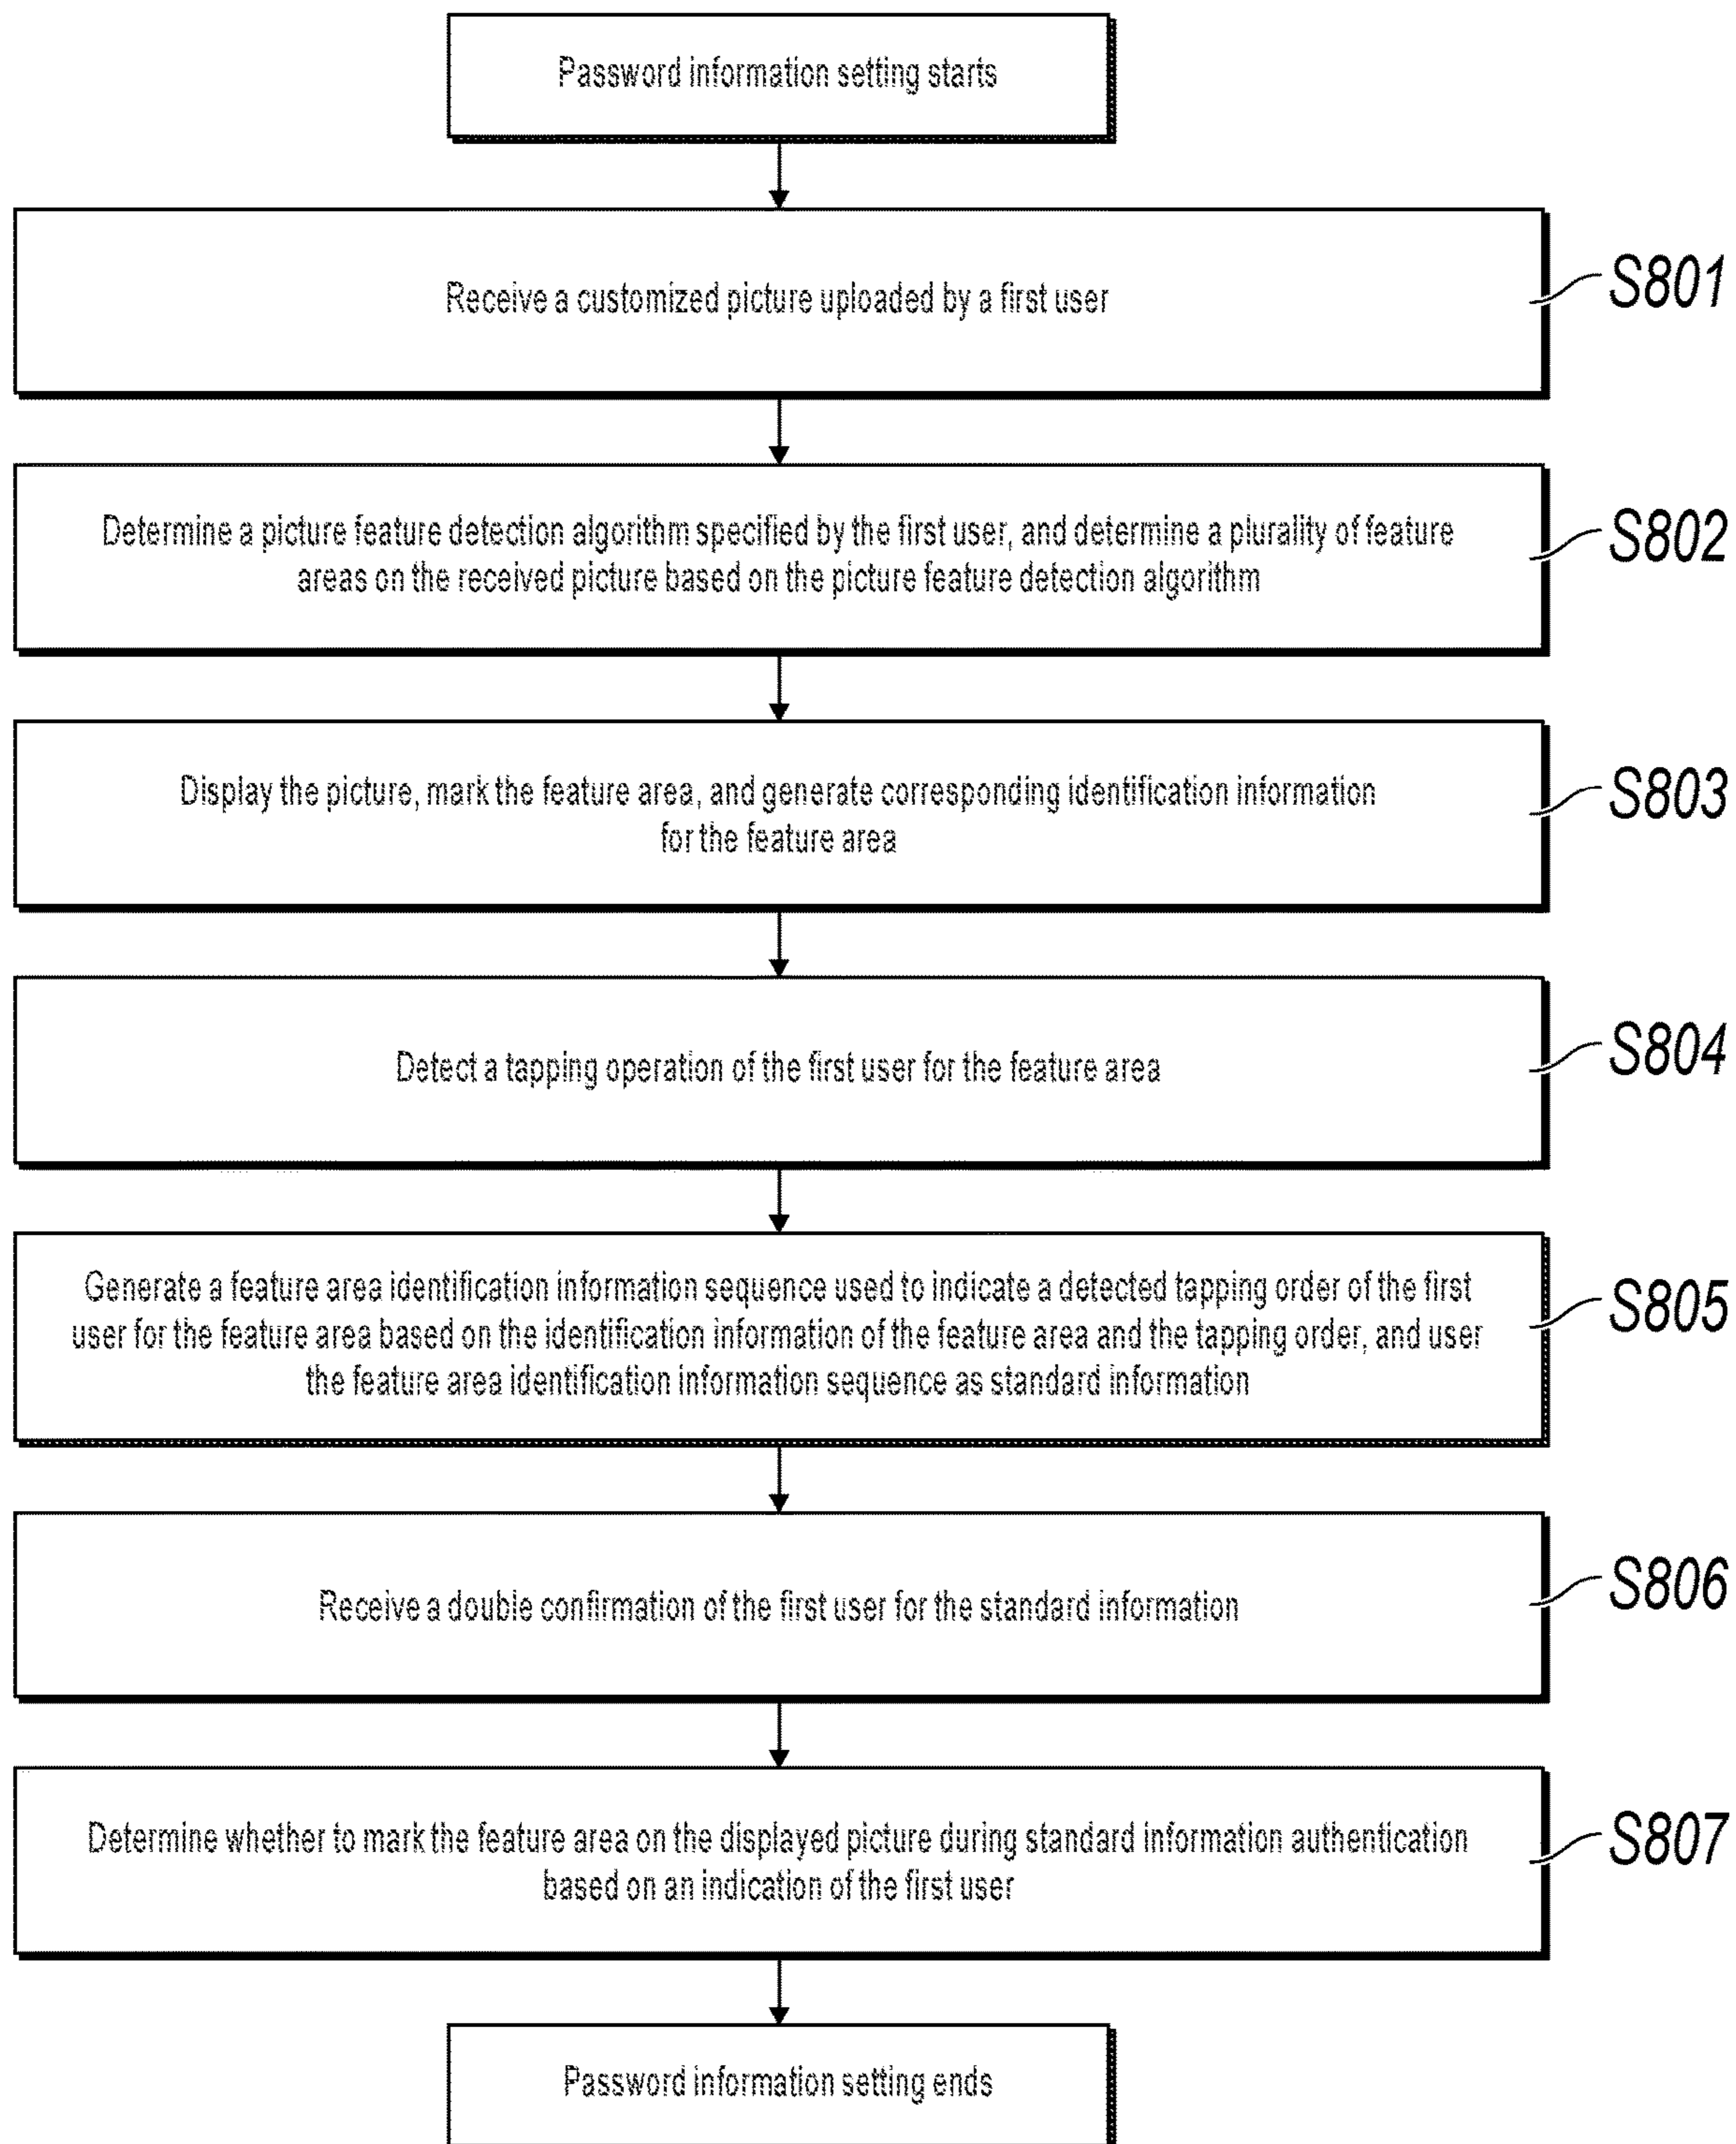 Password information setting starts
Receive a customized picture uploaded by a first user
S801
Determine a picture feature detection algorithm specified by the first user, and determine a plurality of feature
areas on the received picture based on the picture feature detection algorithm
S802
Display the picture, mark the feature area, and generate corresponding identification information
for the feature area
S803
Detect a tapping operation of the first user for the feature area
S804
Generate a feature area identification information sequence used to indicate a detected tapping order of the first
user for the feature area based on the identification information of the feature area and the tapping order, and user
the feature area identification information sequence as standard information
S805
Receive a double confirmation of the first user for the standard information
S806
Determine whether to mark the feature area on the displayed picture during standard information authentication
based on an indication of the first user
S807
Password information setting ends